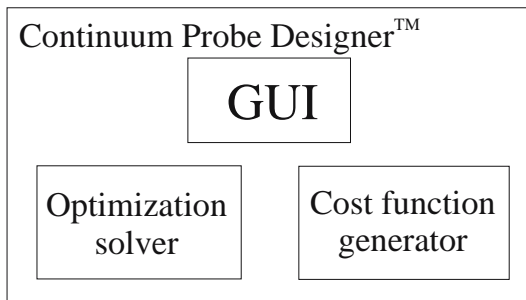 Continuum Probe Designer™
GUI
Optimization
solver
Cost function
generator